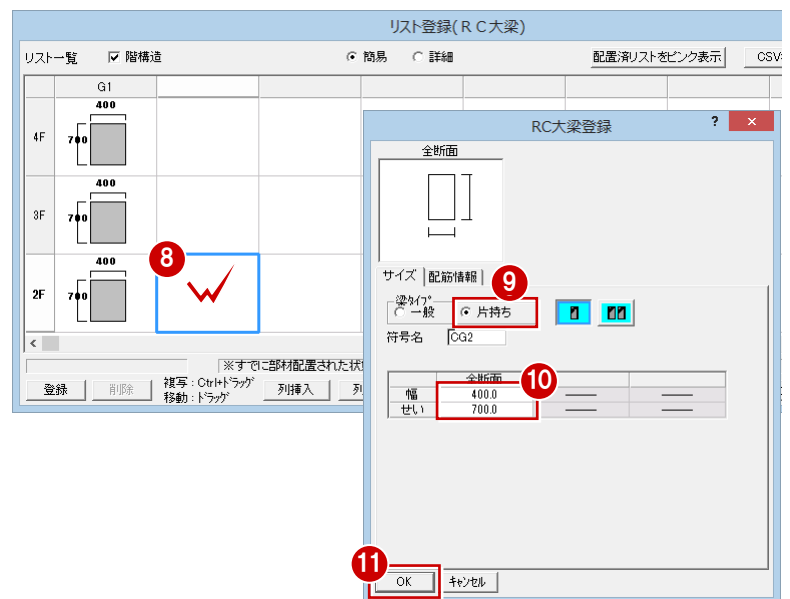 リスト登録(ＲＣ大梁)
リスト一覧 階構造 簡易 詳細 配置済リストをピンク表示 CSV
G1
400
4F 700
400
3F 700
400
8
2F 700
<
※すでに部材配置された状
登録 削除 複写：Ctrl+ﾄﾞﾗｯｸﾞ 列挿入 列
移動：ﾄﾞﾗｯｸﾞ
RC大梁登録 ? ×
全断面
サイズ 配筋情報
9
梁ﾀｲﾌﾟ
一般 片持ち
符号名 CG2
全断面
10
幅 400.0
せい 700.0
11
OK ｷｬﾝｾﾙ